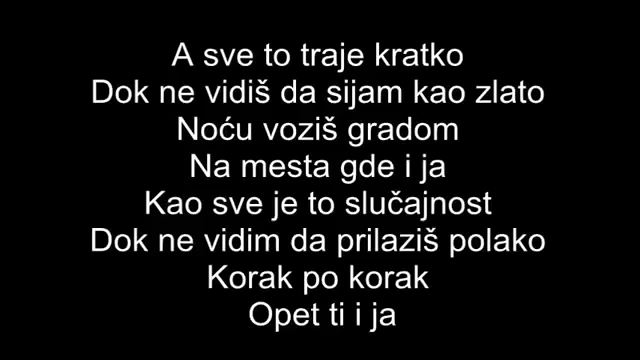 A sve to traje kratko
Dok ne vidiš da sijam kao zlato
Noću voziš gradom
Na mesta gde i ja
Kao sve je to slučajnost
Dok ne vidim da prilaziš polako
Korak po korak
Opet ti i ja